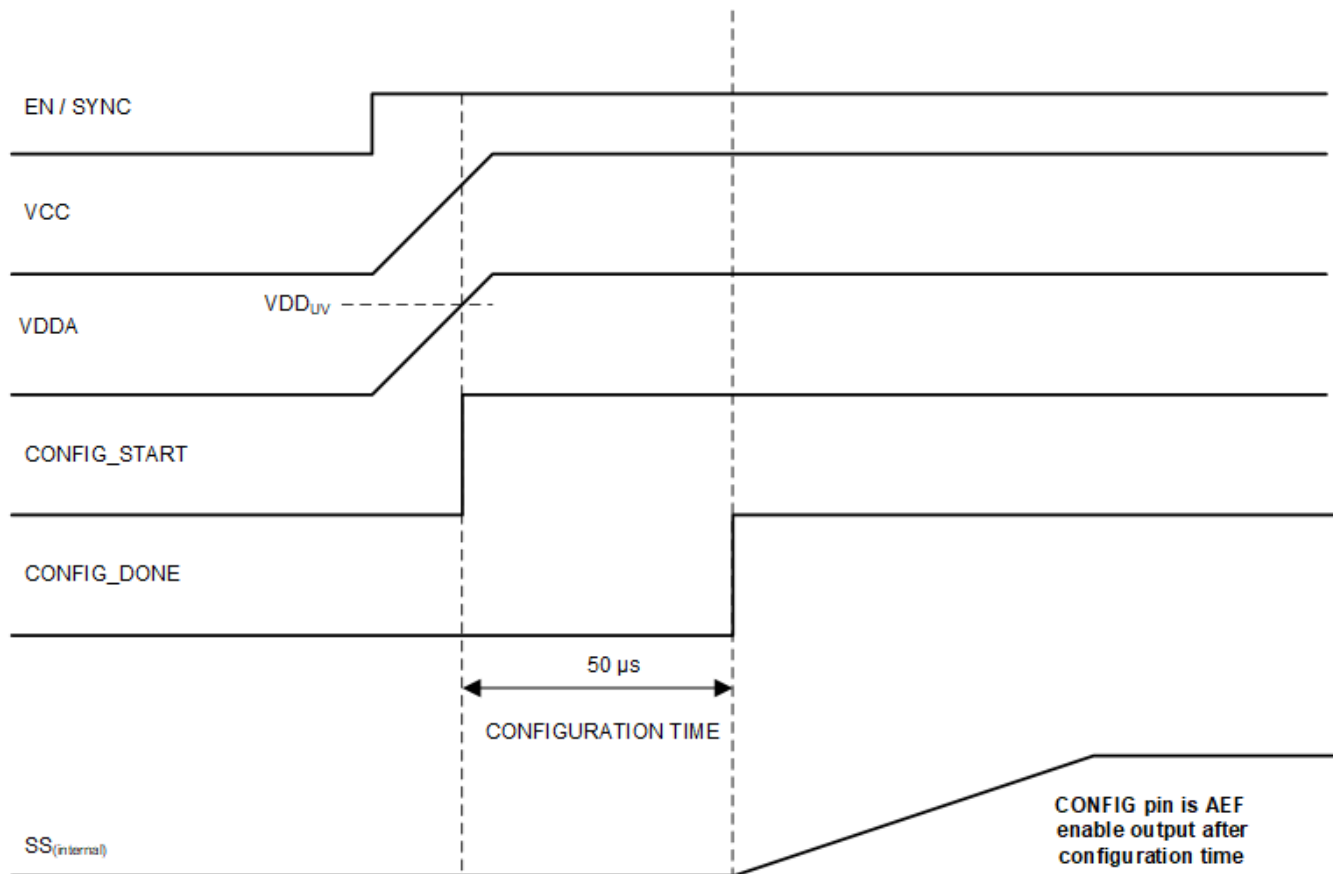 EN / SYNC
VCC
VDD_UV
VDDA
CONFIG_START
CONFIG_DONE
50 µs
CONFIGURATION TIME
CONFIG pin is AEF
enable output after
configuration time
SS(internal)